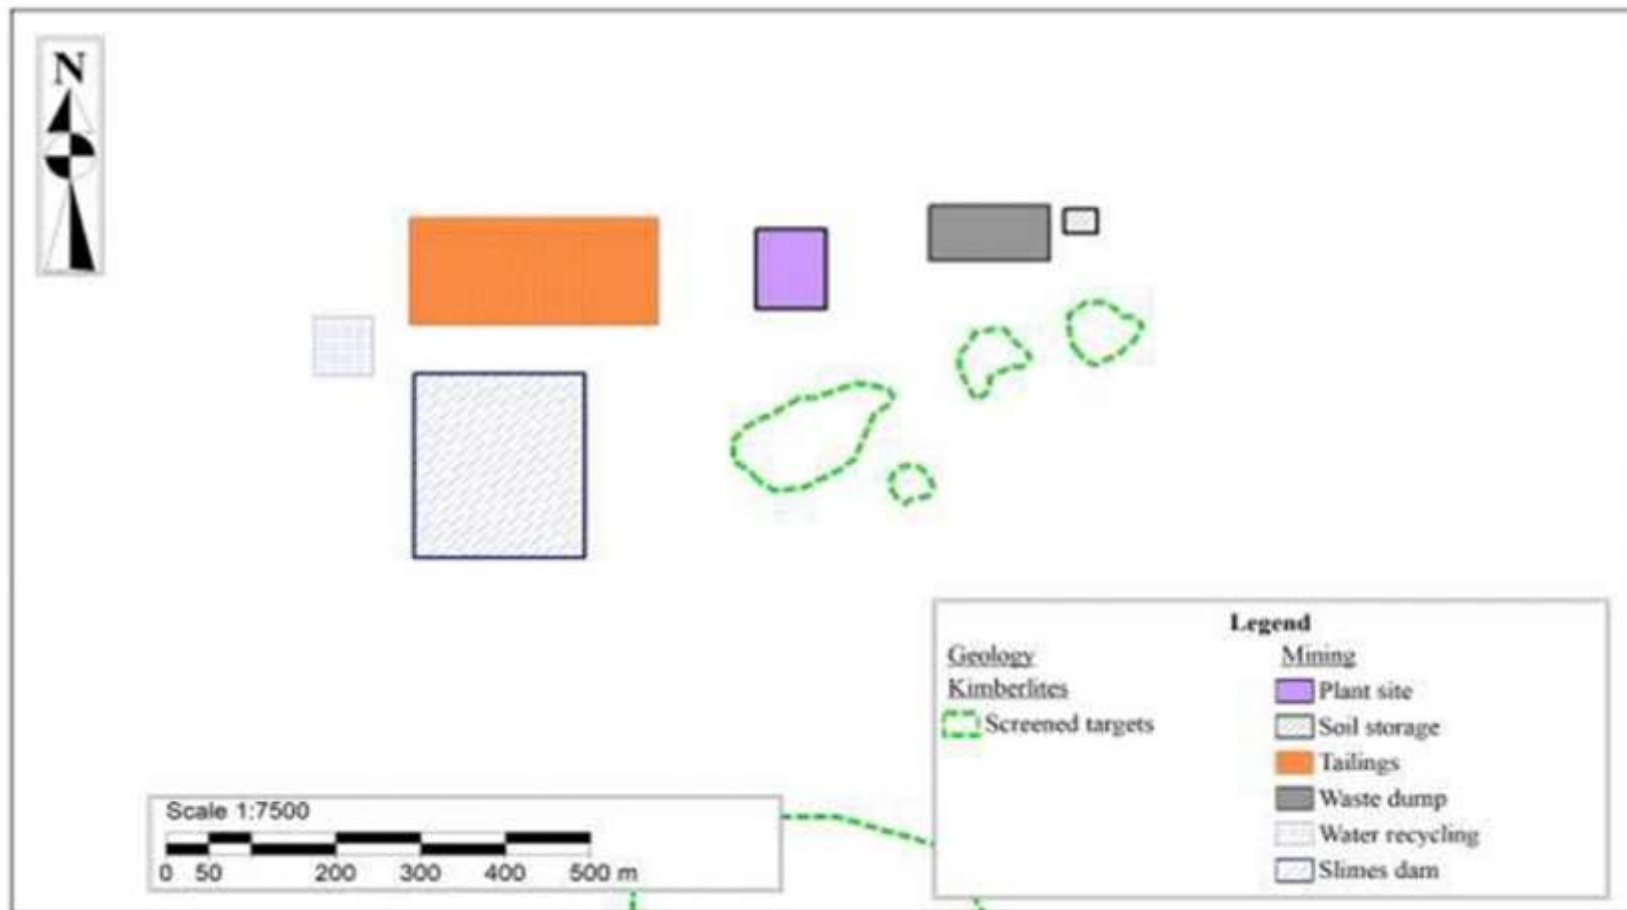 N
Legend
Geology
Mining
Kimberlites
Plant site
Screened targets
Soil storage
Tailings
Waste dump
Water recycling
Slimes dam
Scale 1:7500
0 50 200 300 400 500 m